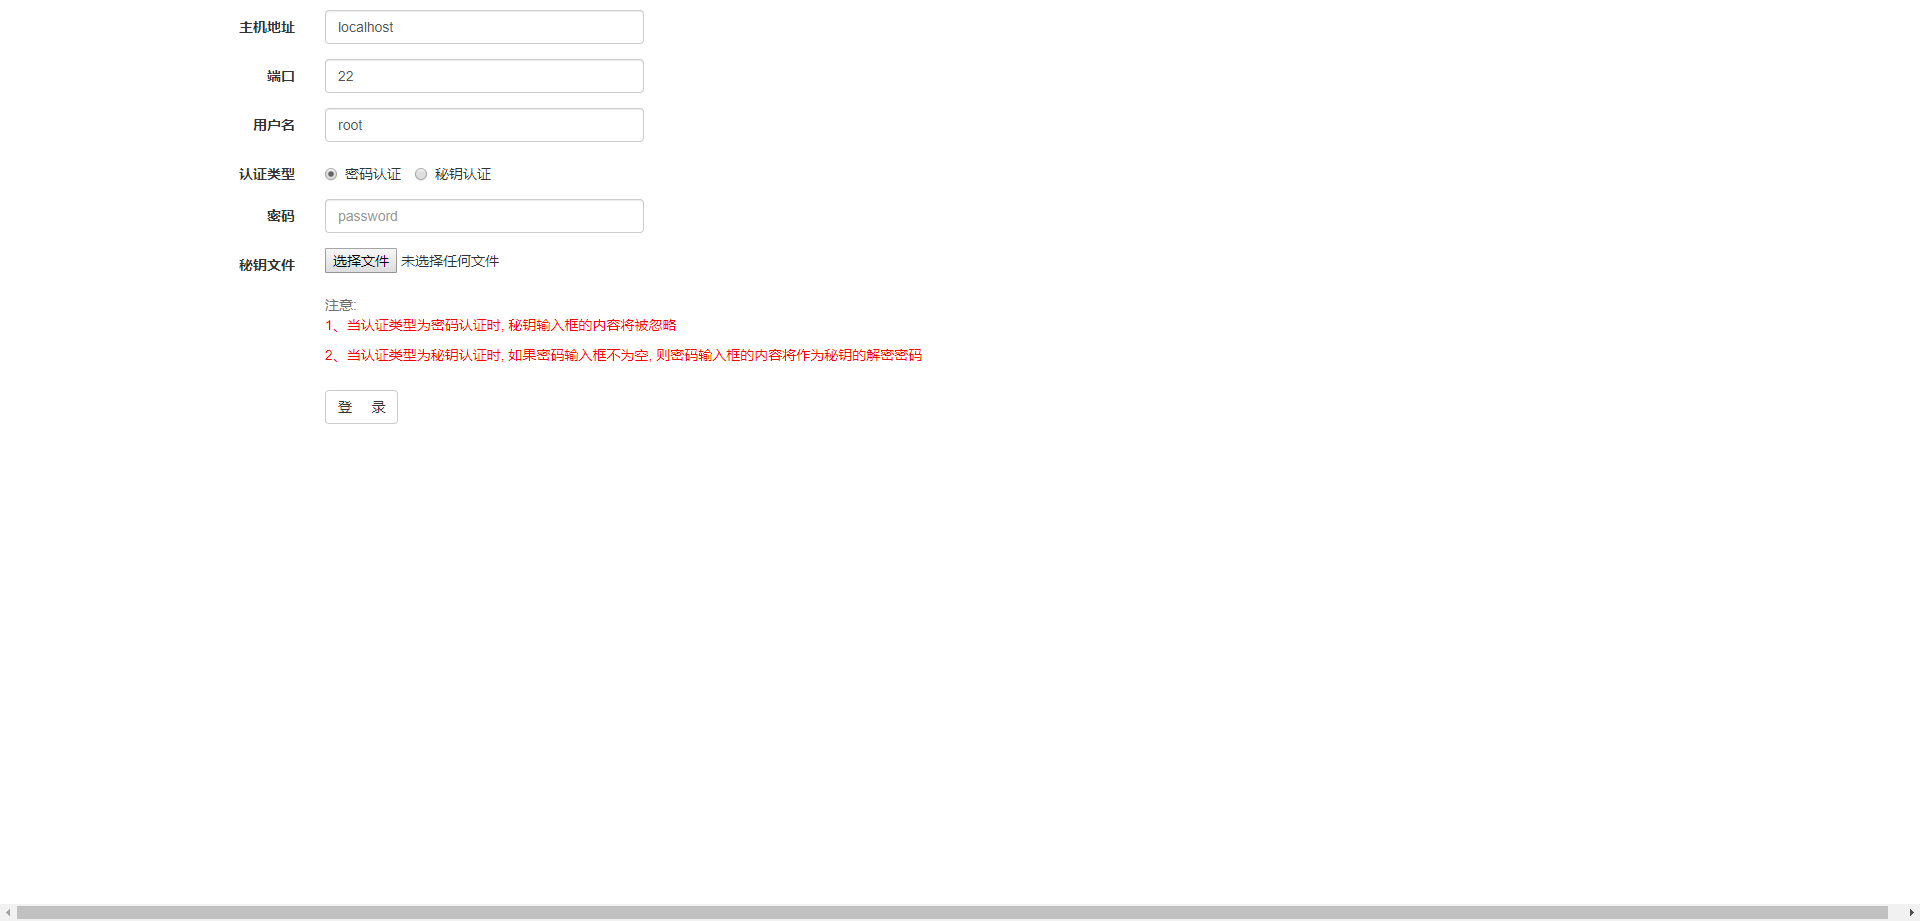 主机地址 localhost
端口 22
用户名 root
认证类型 密码认证 秘钥认证
密码 password
秘钥文件 选择文件 未选择任何文件
注意:
1、当认证类型为密码认证时, 秘钥输入框的内容将被忽略
2、当认证类型为秘钥认证时, 如果密码输入框不为空, 则密码输入框的内容将作为秘钥的解密密码
登 录